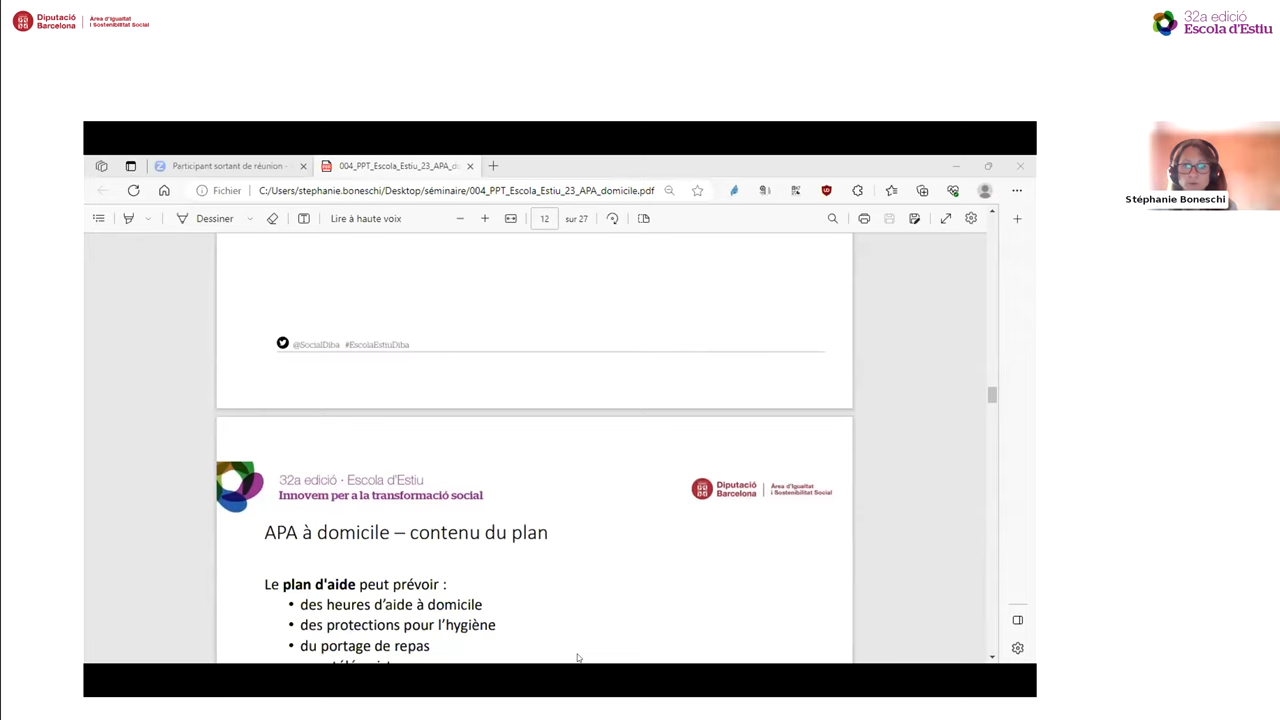 Diputació
Barcelona
Àrea d'Igualtat
i Sostenibilitat Social
32a edició
Escola d'Estiu
Participant sortant de réunion -
004_PPT_Escola_Estiu_23_APA_do
Fichier
C:/Users/stephanie.boneschi/Desktop/séminaire/004_PPT_Escola_Estiu_23_APA_domicile.pdf
Dessiner
Lire à haute voix
12
sur 27
Stéphanie Boneschi
@SocialDiba #EscolaEstiuDiba
32a edició · Escola d'Estiu
Innovem per a la transformació social
Diputació
Barcelona
Àrea d'Igualtat
i Sostenibilitat Social
APA à domicile – contenu du plan
Le plan d'aide peut prévoir :
• des heures d’aide à domicile
• des protections pour l’hygiène
• du portage de repas